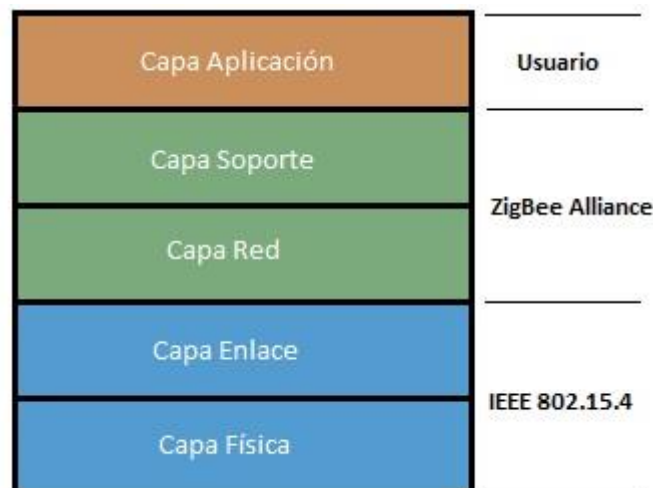 Capa Aplicación
Usuario
Capa Soporte
ZigBee Alliance
Capa Red
Capa Enlace
IEEE 802.15.4
Capa Física